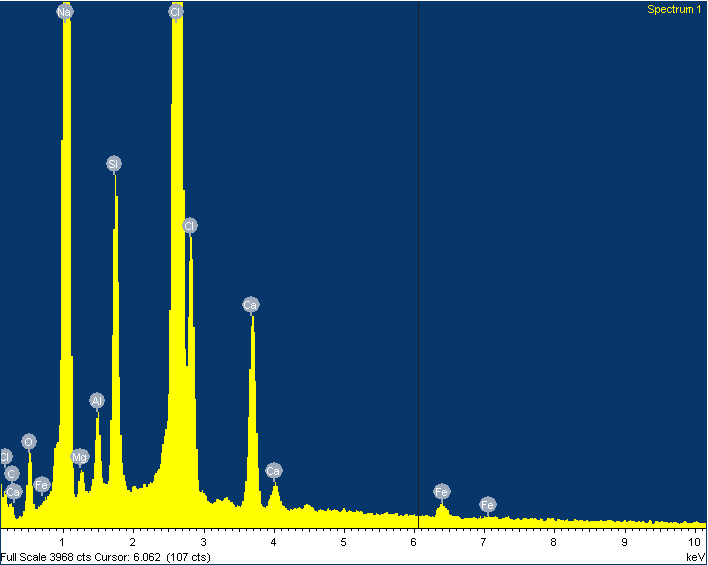 Spectrum 1
Na
Cl
Si
Cl
Ca
Al
O
Cl
Mg
C
Ca
Fe
Ca
Fe
Fe
1 2 3 4 5 6 7 8 9 10
Full Scale 3968 cts Cursor: 6.062 (107 cts) keV